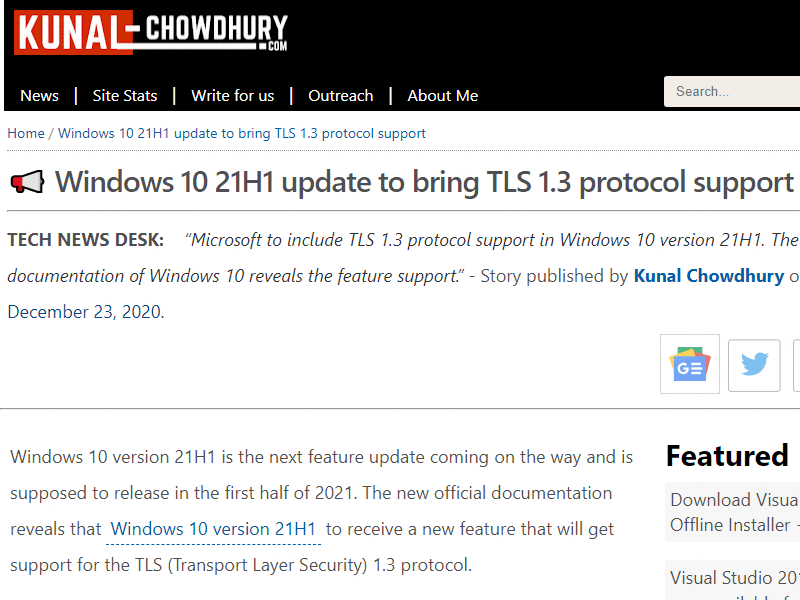 KUNAL-CHOWDHURY
.COM
News | Site Stats | Write for us | Outreach | About Me
Search...
Home / Windows 10 21H1 update to bring TLS 1.3 protocol support
Windows 10 21H1 update to bring TLS 1.3 protocol support
TECH NEWS DESK: “Microsoft to include TLS 1.3 protocol support in Windows 10 version 21H1. The
documentation of Windows 10 reveals the feature support.” - Story published by Kunal Chowdhury o
December 23, 2020.
GE
Windows 10 version 21H1 is the next feature update coming on the way and is
supposed to release in the first half of 2021. The new official documentation
reveals that Windows 10 version 21H1 to receive a new feature that will get
support for the TLS (Transport Layer Security) 1.3 protocol.
Featured
Download Visua
Offline Installer -
Visual Studio 201